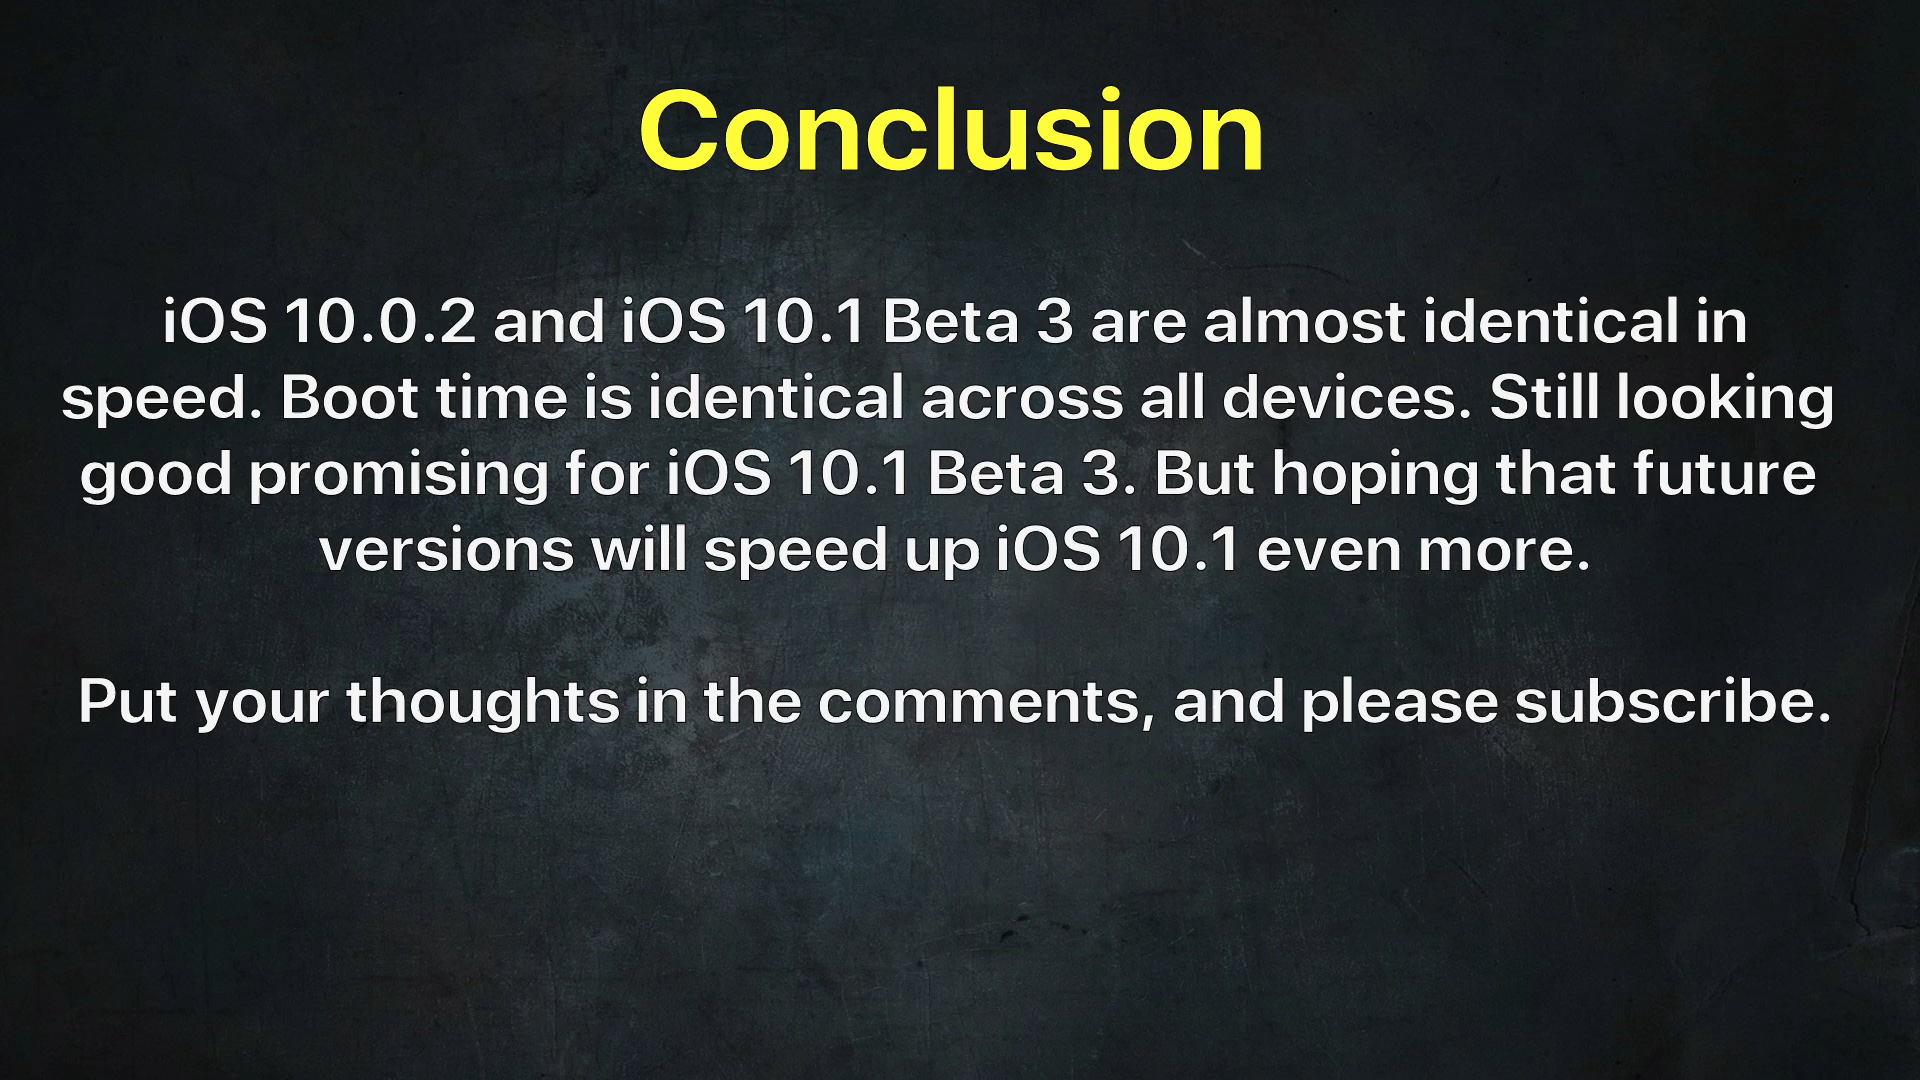 Conclusion
iOS 10.0.2 and iOS 10.1 Beta 3 are almost identical in
speed. Boot time is identical across all devices. Still looking
good promising for iOS 10.1 Beta 3. But hoping that future
versions will speed up iOS 10.1 even more.
Put your thoughts in the comments, and please subscribe.